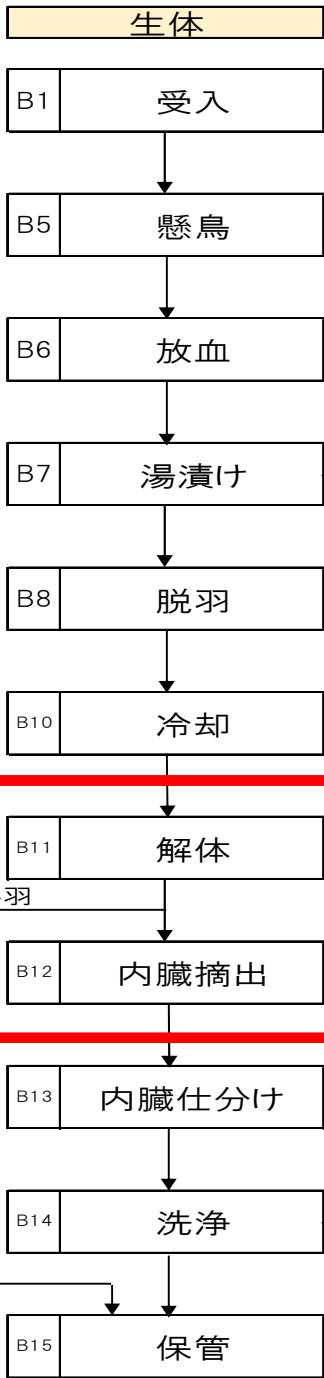 生体
B1 受入
B5 懸鳥
B6 放血
B7 湯漬け
B8 脱羽
B10 冷却
B11 解体
羽
B12 内臓摘出
B13 内臓仕分け
B14 洗浄
B15 保管